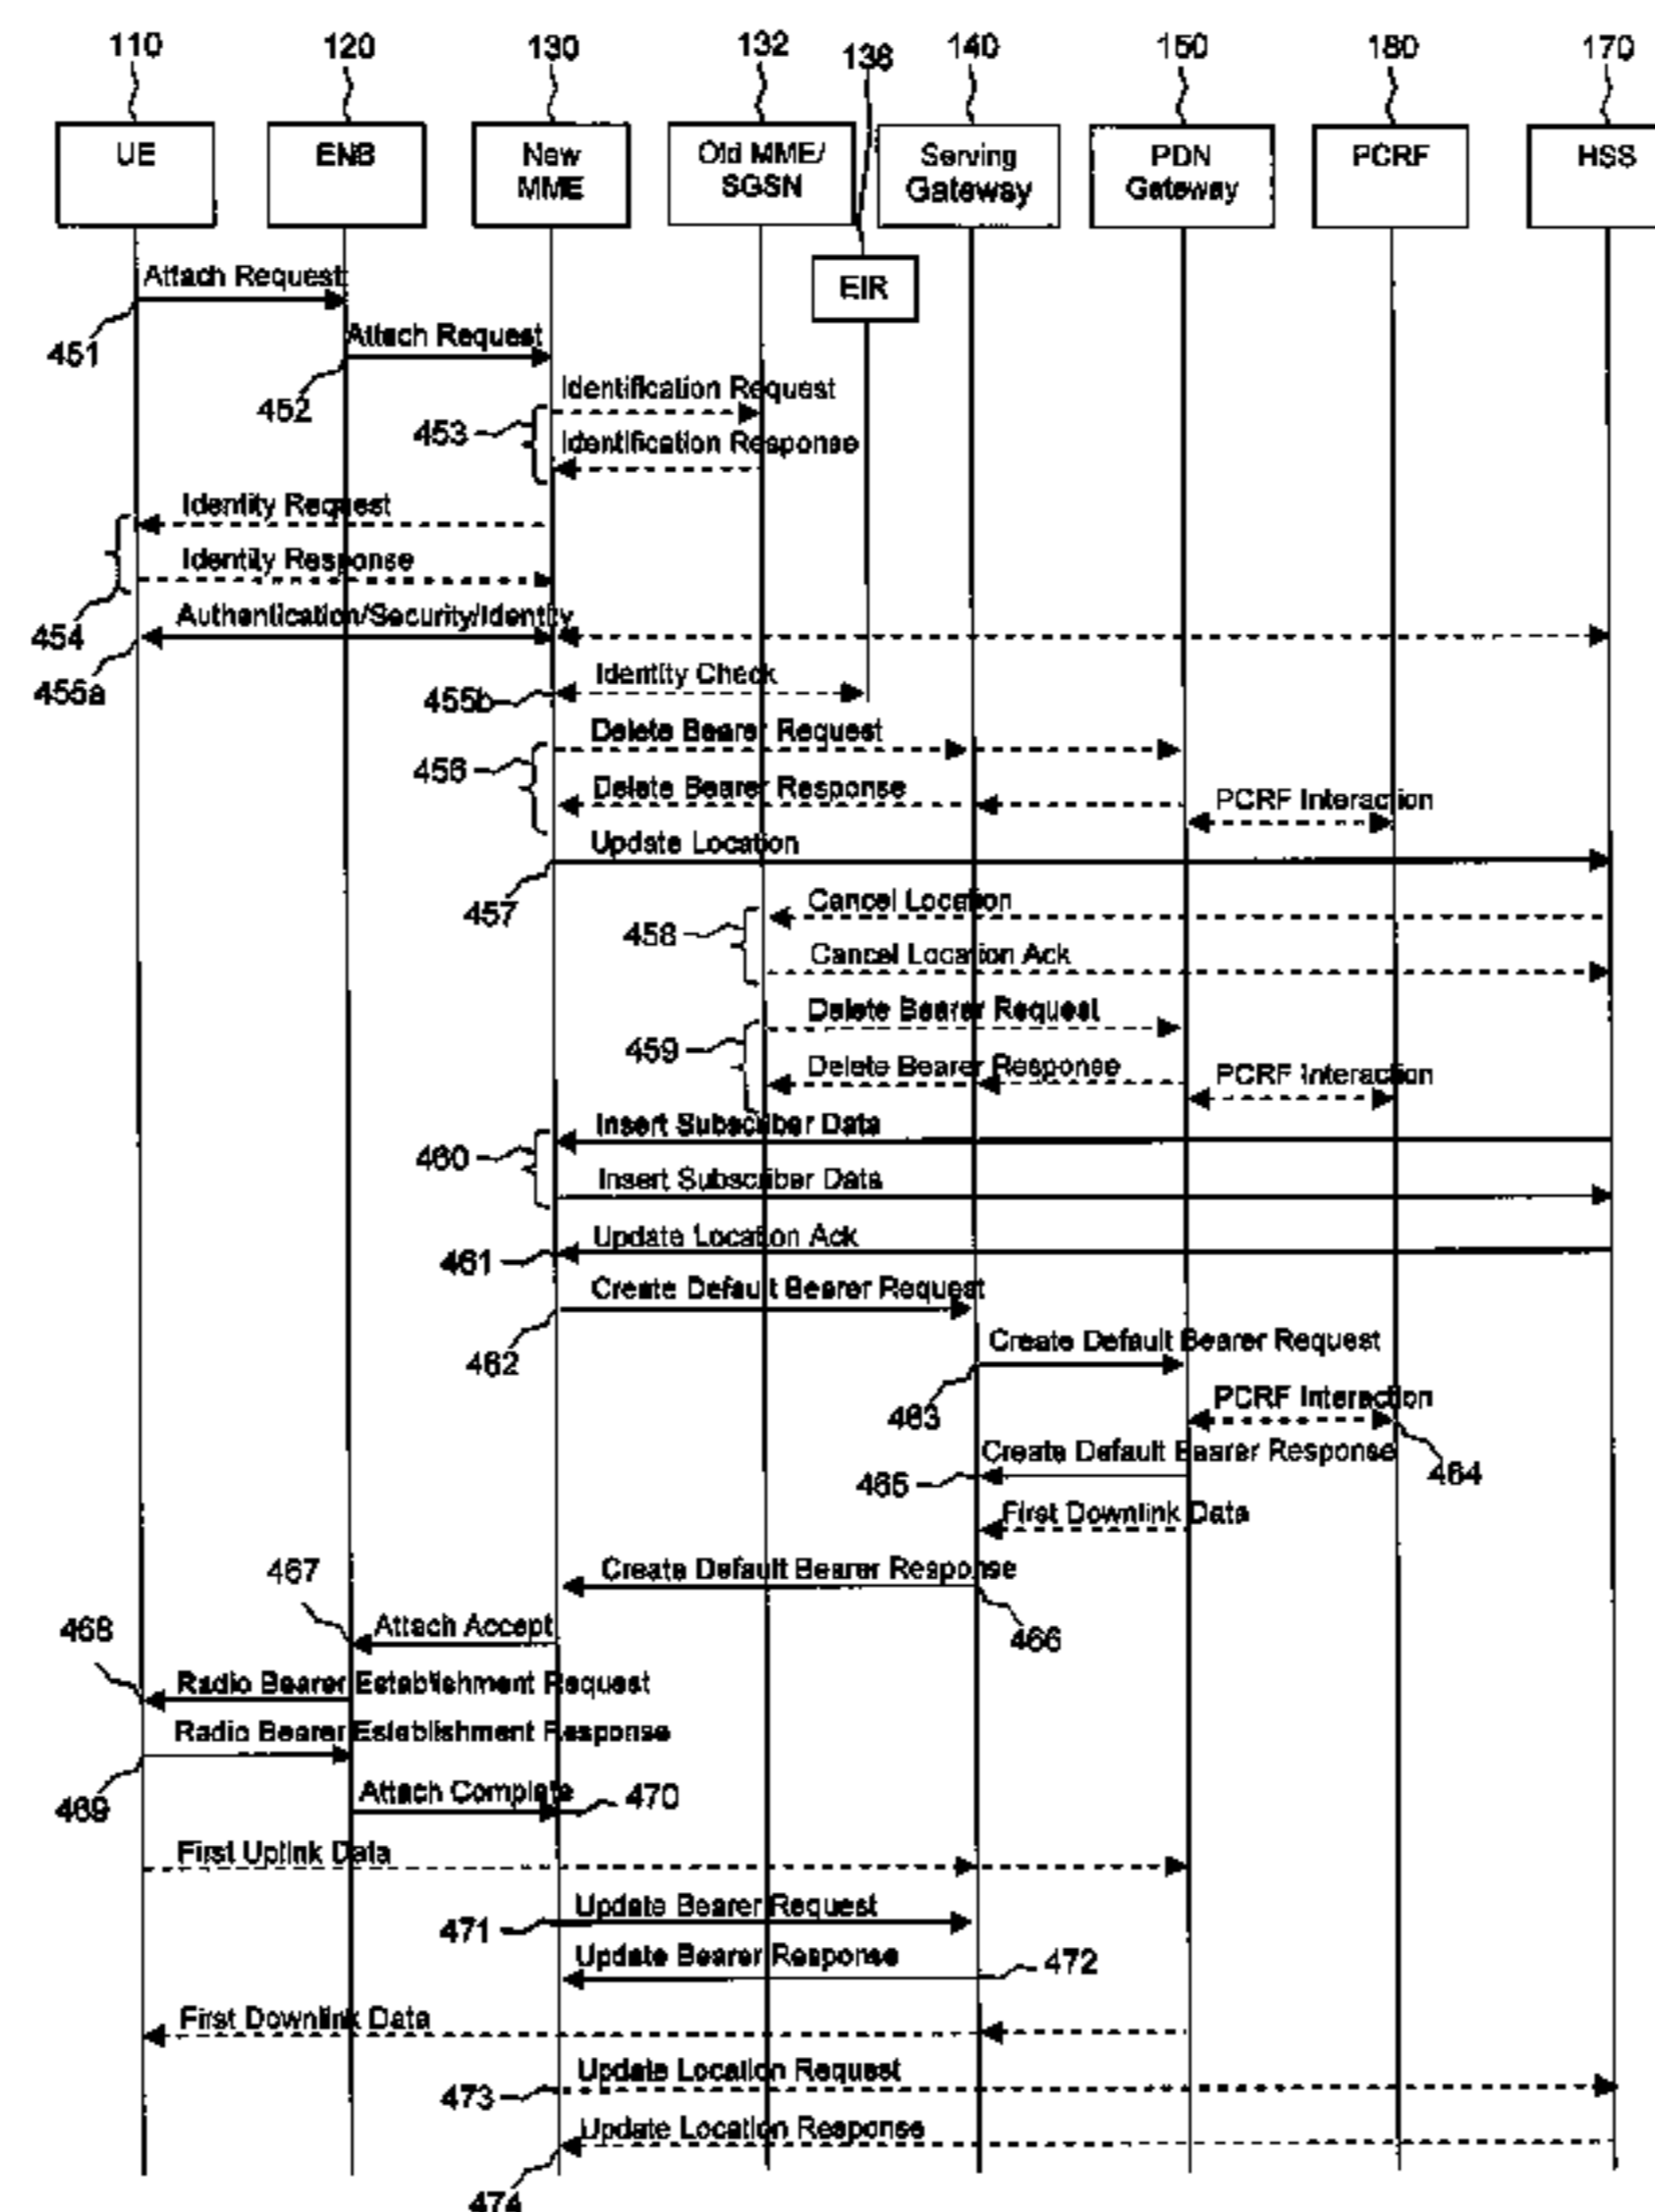 110 120 130 132 136 140 150 180 170
UE ENB New MME Old MME/ SGSN Serving Gateway PDN Gateway PCRF HSS
EIR
Attach Request
451
Attach Request
452
Identification Request
453
Identification Response
Identity Request
Identity Response
454
Authentication/Security/Identity
455a
Identity Check
455b
Delete Bearer Request
456
Delete Bearer Response
PCRF Interaction
Update Location
457
Cancel Location
458
Cancel Location Ack
Delete Bearer Request
459
Delete Bearer Response
PCRF Interaction
Insert Subscriber Data
460
Insert Subscriber Data
Update Location Ack
461
Create Default Bearer Request
462
Create Default Bearer Request
463
PCRF Interaction
464
Create Default Bearer Response
465
First Downlink Data
Create Default Bearer Response
466
467
Attach Accept
468
Radio Bearer Establishment Request
Radio Bearer Establishment Response
469
Attach Complete
470
First Uplink Data
Update Bearer Request
471
Update Bearer Response
472
First Downlink Data
Update Location Request
473
Update Location Response
474